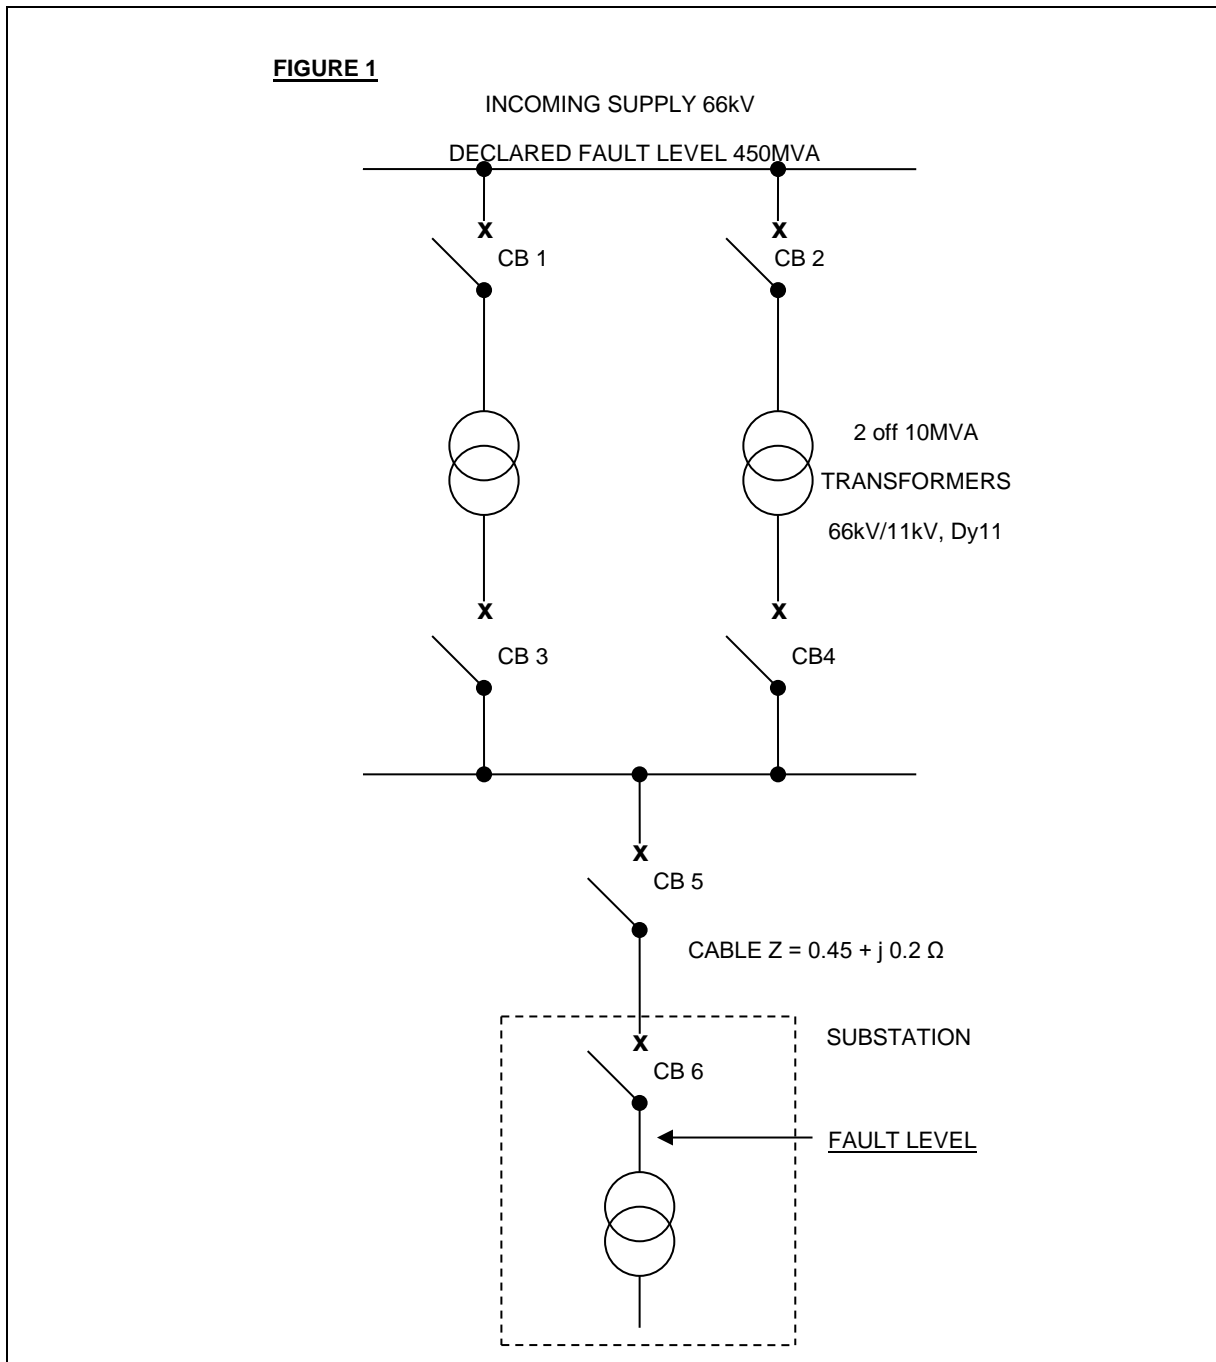 FIGURE 1
INCOMING SUPPLY 66kV
DECLARED FAULT LEVEL 450MVA
x
x
CB 1
CB 2
2 off 10MVA
TRANSFORMERS
66kV/11kV, Dy11
x
x
CB 3
CB4
x
CB 5
CABLE Z = 0.45 + j 0.2 Ω
SUBSTATION
x
CB 6
FAULT LEVEL